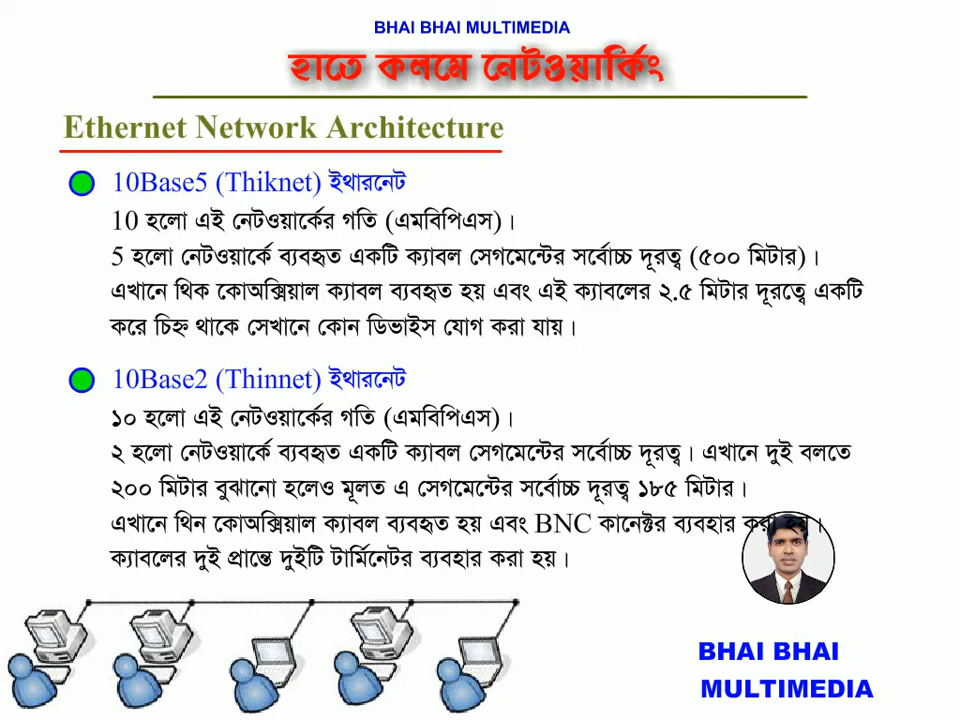 BHAI BHAI MULTIMEDIA
হাতে কলমে নেটওয়ার্কিং
Ethernet Network Architecture
10Base5 (Thiknet) ইথারনেট
10 হলো এই নেটওয়ার্কের গতি (এমবিপিএস)।
5 হলো নেটওয়ার্কে ব্যবহৃত একটি ক্যাবল সেগমেন্টের সর্বোচ্চ দূরত্ব (৫০০ মিটার)।
এখানে থিক কোঅক্সিয়াল ক্যাবল ব্যবহৃত হয় এবং এই ক্যাবলের ২.৫ মিটার দূরত্বে একটি
করে চিহ্ন থাকে সেখানে কোন ডিভাইস যোগ করা যায়।
10Base2 (Thinnet) ইথারনেট
১০ হলো এই নেটওয়ার্কের গতি (এমবিপিএস)।
২ হলো নেটওয়ার্কে ব্যবহৃত একটি ক্যাবল সেগমেন্টের সর্বোচ্চ দূরত্ব। এখানে দুই বলতে
২০০ মিটার বুঝানো হলেও মূলত এ সেগমেন্টের সর্বোচ্চ দূরত্ব ১৮৫ মিটার।
এখানে থিন কোঅক্সিয়াল ক্যাবল ব্যবহৃত হয় এবং BNC কানেক্টর ব্যবহার করা হয়।
ক্যাবলের দুই প্রান্তে দুইটি টার্মিনেটর ব্যবহার করা হয়।
BHAI BHAI
MULTIMEDIA